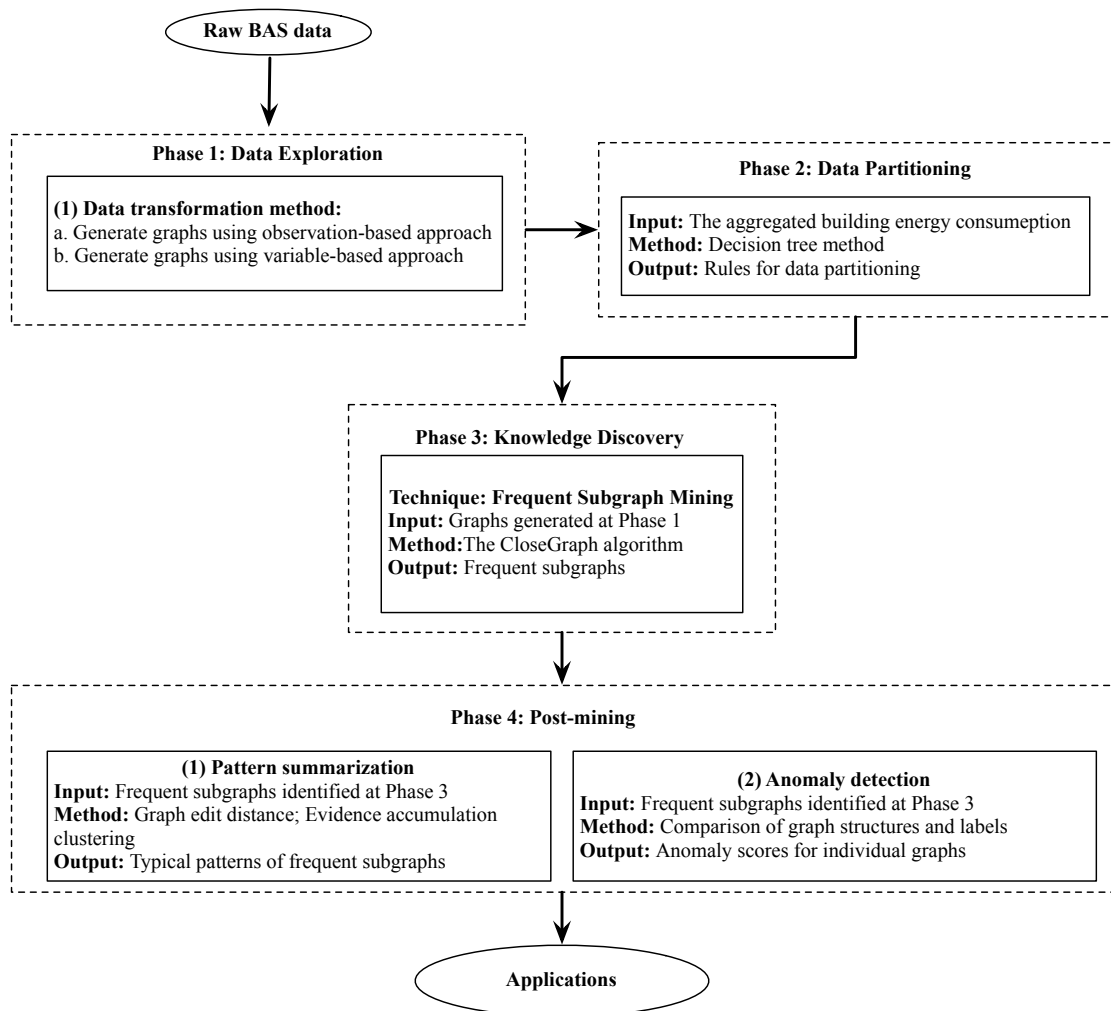 Raw BAS data
Phase 1: Data Exploration
(1) Data transformation method:
a. Generate graphs using observation-based approach
b. Generate graphs using variable-based approach
Phase 2: Data Partitioning
Input: The aggregated building energy consumeption
Method: Decision tree method
Output: Rules for data partitioning
Phase 3: Knowledge Discovery
Technique: Frequent Subgraph Mining
Input: Graphs generated at Phase 1
Method:The CloseGraph algorithm
Output: Frequent subgraphs
Phase 4: Post-mining
(1) Pattern summarization
Input: Frequent subgraphs identified at Phase 3
Method: Graph edit distance; Evidence accumulation
clustering
Output: Typical patterns of frequent subgraphs
(2) Anomaly detection
Input: Frequent subgraphs identified at Phase 3
Method: Comparison of graph structures and labels
Output: Anomaly scores for individual graphs
Applications